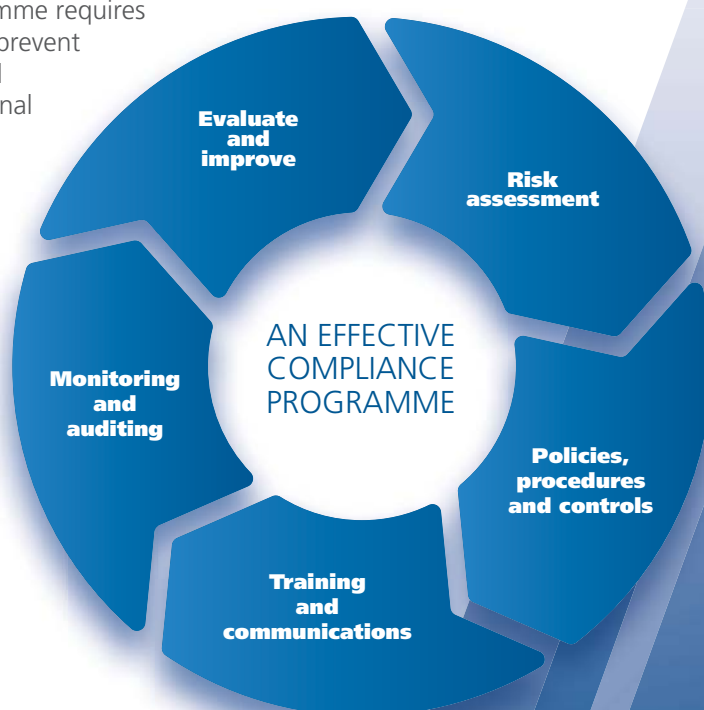 mme requires
prevent
nal
Evaluate
and
improve
Risk
assessment
AN EFFECTIVE
COMPLIANCE
PROGRAMME
Monitoring
and
auditing
Policies,
procedures
and controls
Training
and
communications